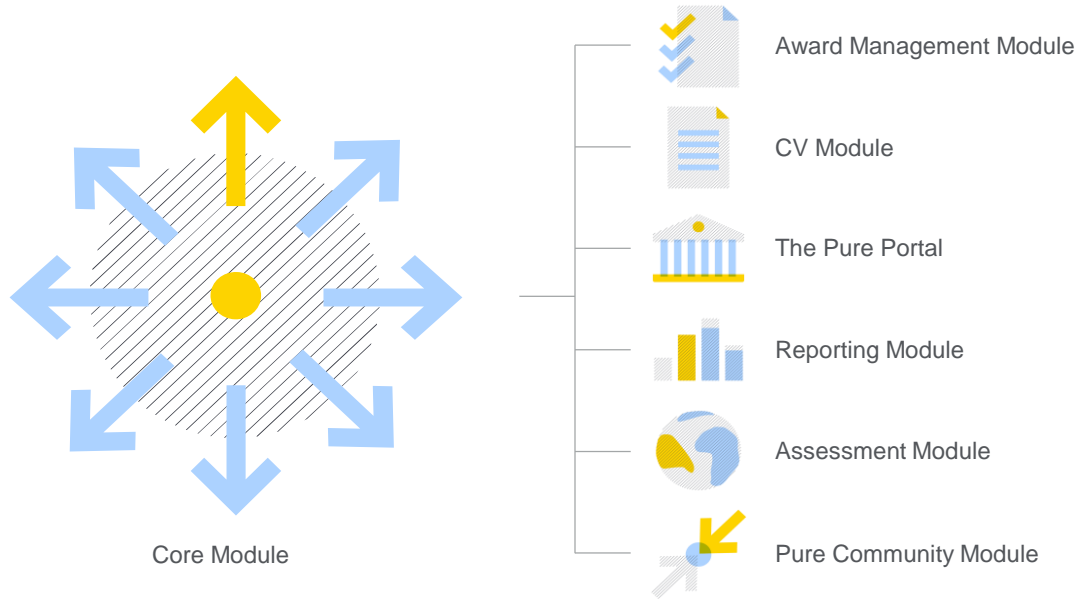 Award Management Module
CV Module
The Pure Portal
Reporting Module
Assessment Module
Pure Community Module
Core Module